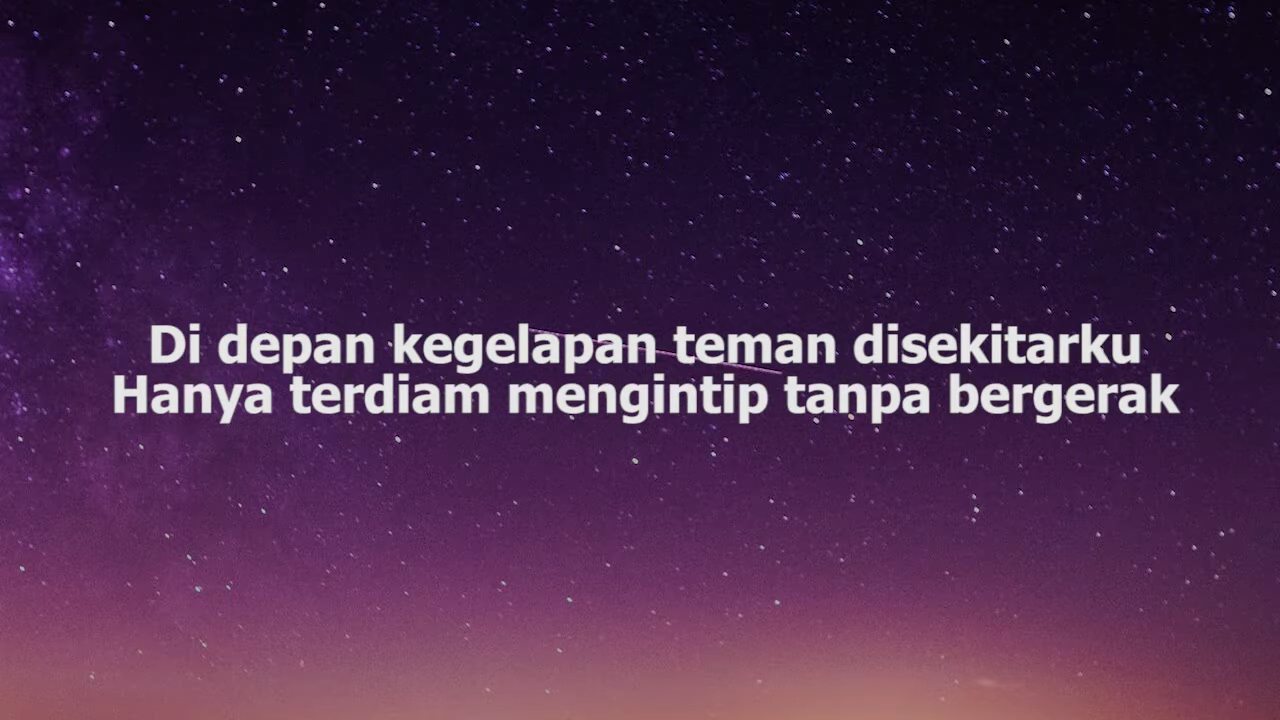 Di depan kegelapan teman disekitarku
Hanya terdiam mengintip tanpa bergerak